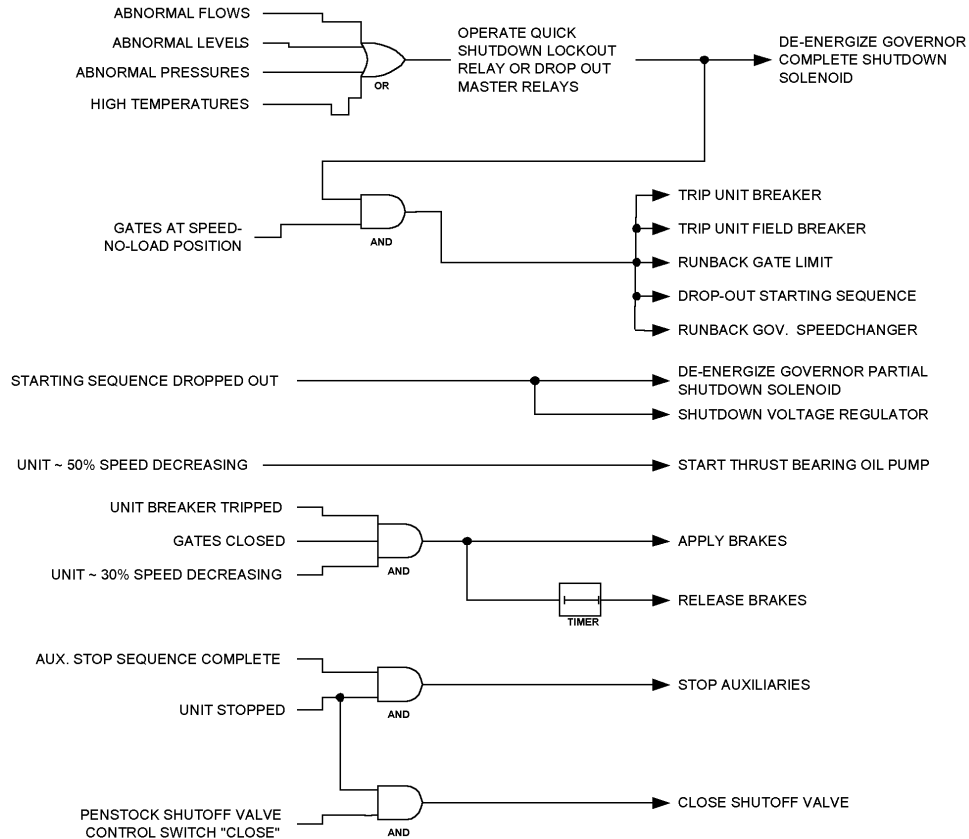 ABNORMAL FLOWS
ABNORMAL LEVELS
ABNORMAL PRESSURES
HIGH TEMPERATURES
OR
OPERATE QUICK
SHUTDOWN LOCKOUT
RELAY OR DROP OUT
MASTER RELAYS
DE-ENERGIZE GOVERNOR
COMPLETE SHUTDOWN
SOLENOID
GATES AT SPEED-
NO-LOAD POSITION
AND
TRIP UNIT BREAKER
TRIP UNIT FIELD BREAKER
RUNBACK GATE LIMIT
DROP-OUT STARTING SEQUENCE
RUNBACK GOV. SPEEDCHANGER
STARTING SEQUENCE DROPPED OUT
DE-ENERGIZE GOVERNOR PARTIAL
SHUTDOWN SOLENOID
SHUTDOWN VOLTAGE REGULATOR
UNIT ~ 50% SPEED DECREASING
START THRUST BEARING OIL PUMP
UNIT BREAKER TRIPPED
GATES CLOSED
UNIT ~ 30% SPEED DECREASING
AND
APPLY BRAKES
TIMER
RELEASE BRAKES
AUX. STOP SEQUENCE COMPLETE
UNIT STOPPED
AND
STOP AUXILIARIES
PENSTOCK SHUTOFF VALVE
CONTROL SWITCH "CLOSE"
AND
CLOSE SHUTOFF VALVE